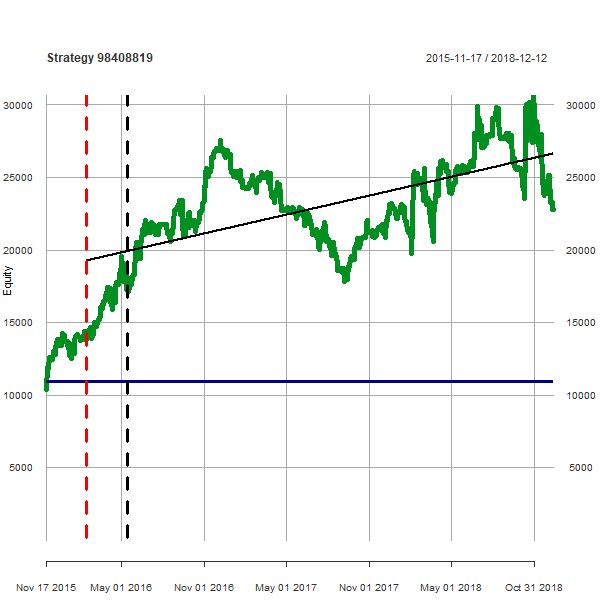 Strategy 98408819
2015-11-17 / 2018-12-12
30000
30000
25000
25000
20000
20000
Equity
15000
15000
10000
10000
5000
5000
Nov 17 2015
May 01 2016
Nov 01 2016
May 01 2017
Nov 01 2017
May 01 2018
Oct 31 2018